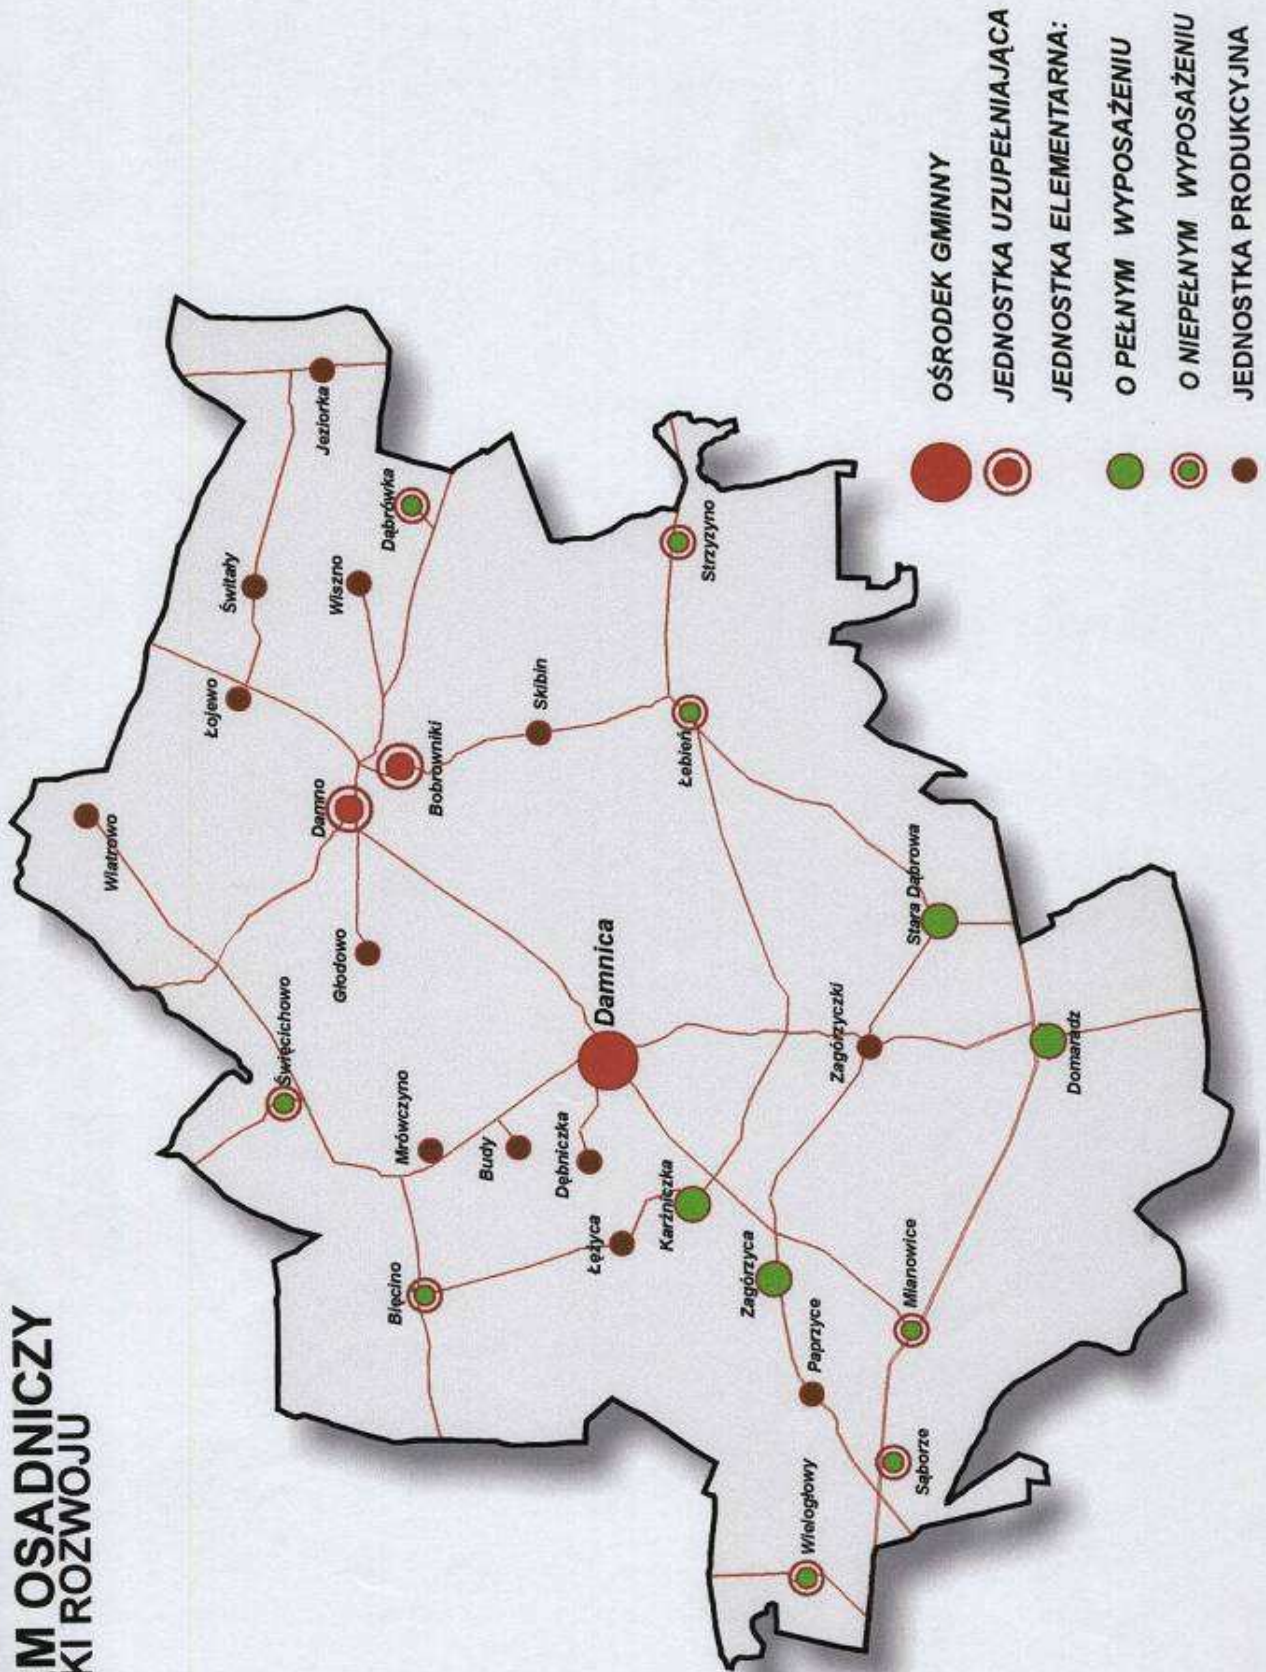 M OSADNICZY
KI ROZWOJU
Wielogłowy
Sąborze
Paprzyce
Mianowice
Zagórzyca
Bięcino
Łężyca
Karżniczka
Dębniczka
Budy
Mrówczyno
Święcichowo
Domaradz
Zagórzyczki
Damnica
Głodowo
Stara Dąbrowa
Wiatrowo
Damno
Bobrowniki
Łebień
Skibin
Łojewo
Świtały
Wiszno
Strzyżyno
Dąbrówka
Jeziorka
OŚRODEK GMINNY
JEDNOSTKA UZUPEŁNIAJĄCA
JEDNOSTKA ELEMENTARNA:
O PEŁNYM WYPOSAŻENIU
O NIEPEŁNYM WYPOSAŻENIU
JEDNOSTKA PRODUKCYJNA